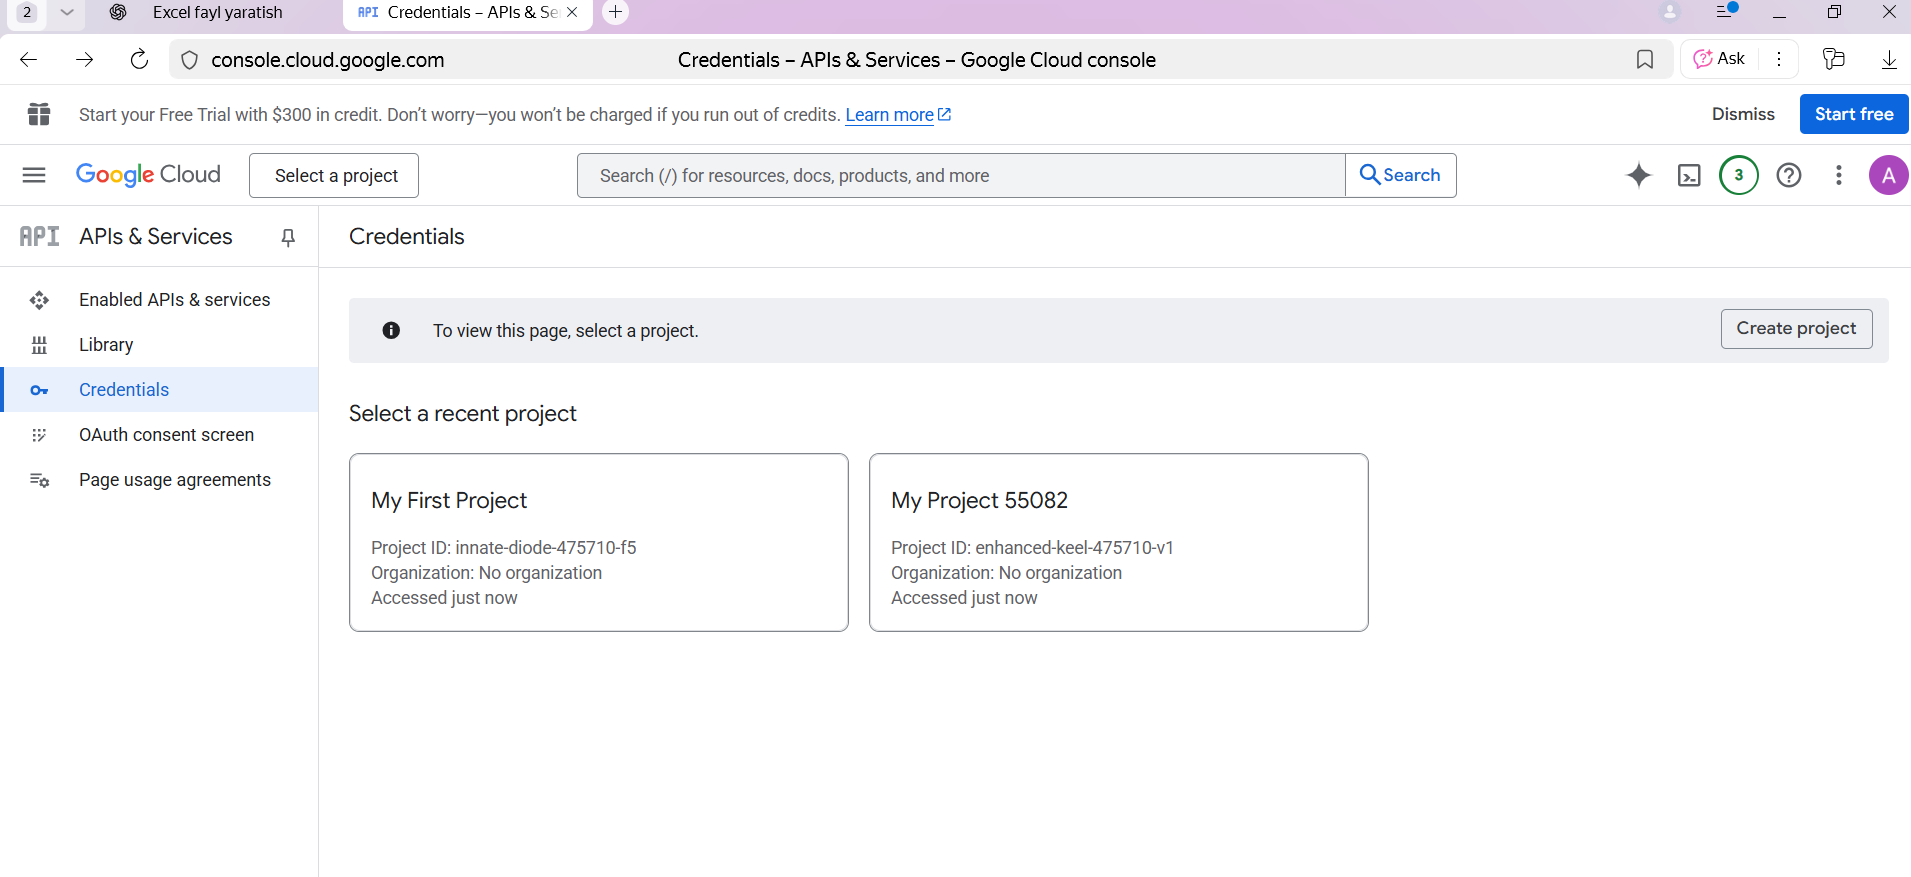 2
Excel fayl yaratish
API Credentials – APIs & Se
console.cloud.google.com
Credentials – APIs & Services – Google Cloud console
Ask
Start your Free Trial with $300 in credit. Don't worry—you won't be charged if you run out of credits. Learn more
Dismiss
Start free
Google Cloud
Select a project
Search (/) for resources, docs, products, and more
Search
3
A
API APIs & Services
Credentials
Enabled APIs & services
Library
Credentials
OAuth consent screen
Page usage agreements
To view this page, select a project.
Create project
Select a recent project
My First Project
Project ID: innate-diode-475710-f5
Organization: No organization
Accessed just now
My Project 55082
Project ID: enhanced-keel-475710-v1
Organization: No organization
Accessed just now